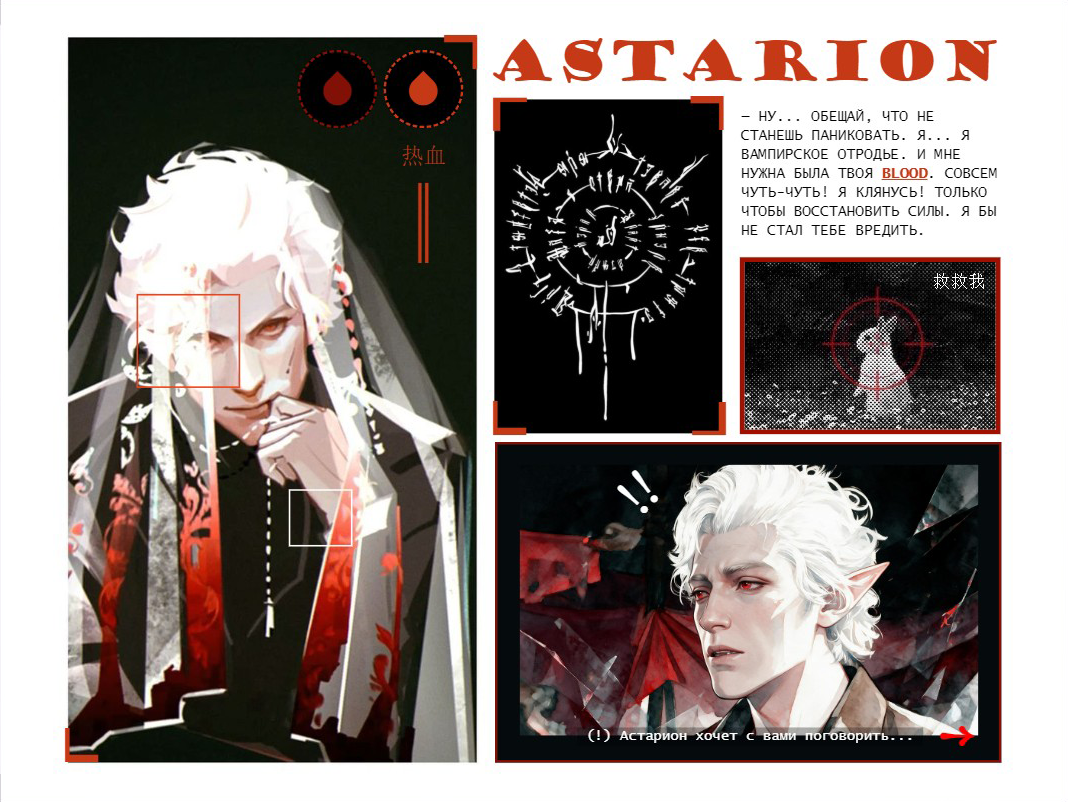 ASTARION
热血
– НУ... ОБЕЩАЙ, ЧТО НЕ
СТАНЕШЬ ПАНИКОВАТЬ. Я... Я
ВАМПИРСКОЕ ОТРОДЬЕ. И МНЕ
НУЖНА БЫЛА ТВОЯ BLOOD. СОВСЕМ
ЧУТЬ-ЧУТЬ! Я КЛЯНУСЬ! ТОЛЬКО
ЧТОБЫ ВОССТАНОВИТЬ СИЛЫ. Я БЫ
НЕ СТАЛ ТЕБЕ ВРЕДИТЬ.
救救我
!!
(!) Астарион хочет с вами поговорить...